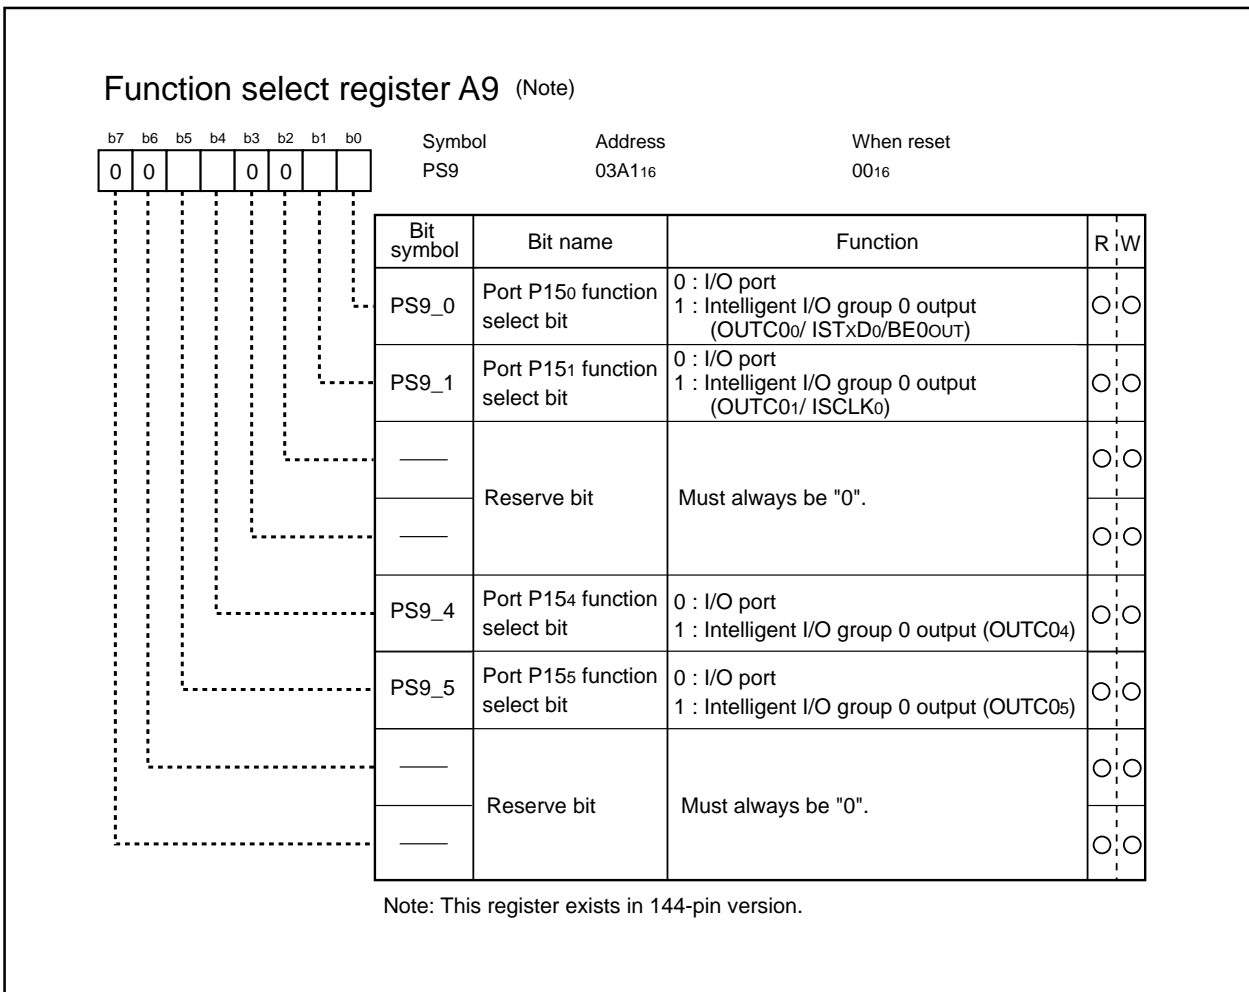 Function select register A9 (Note)
b7 b6 b5 b4 b3 b2 b1 b0
Symbol Address When reset
0 0 0 0
PS9 03A116 0016
Bit symbol Bit name Function R W
PS9_0
Port P150 function select bit
0 : I/O port
1 : Intelligent I/O group 0 output
(OUTC00/ ISTXD0/BE0OUT)
PS9_1
Port P151 function select bit
0 : I/O port
1 : Intelligent I/O group 0 output
(OUTC01/ ISCLK0)
Reserve bit
Must always be "0".
PS9_4
Port P154 function select bit
0 : I/O port
1 : Intelligent I/O group 0 output (OUTC04)
PS9_5
Port P155 function select bit
0 : I/O port
1 : Intelligent I/O group 0 output (OUTC05)
Reserve bit
Must always be "0".
Note: This register exists in 144-pin version.